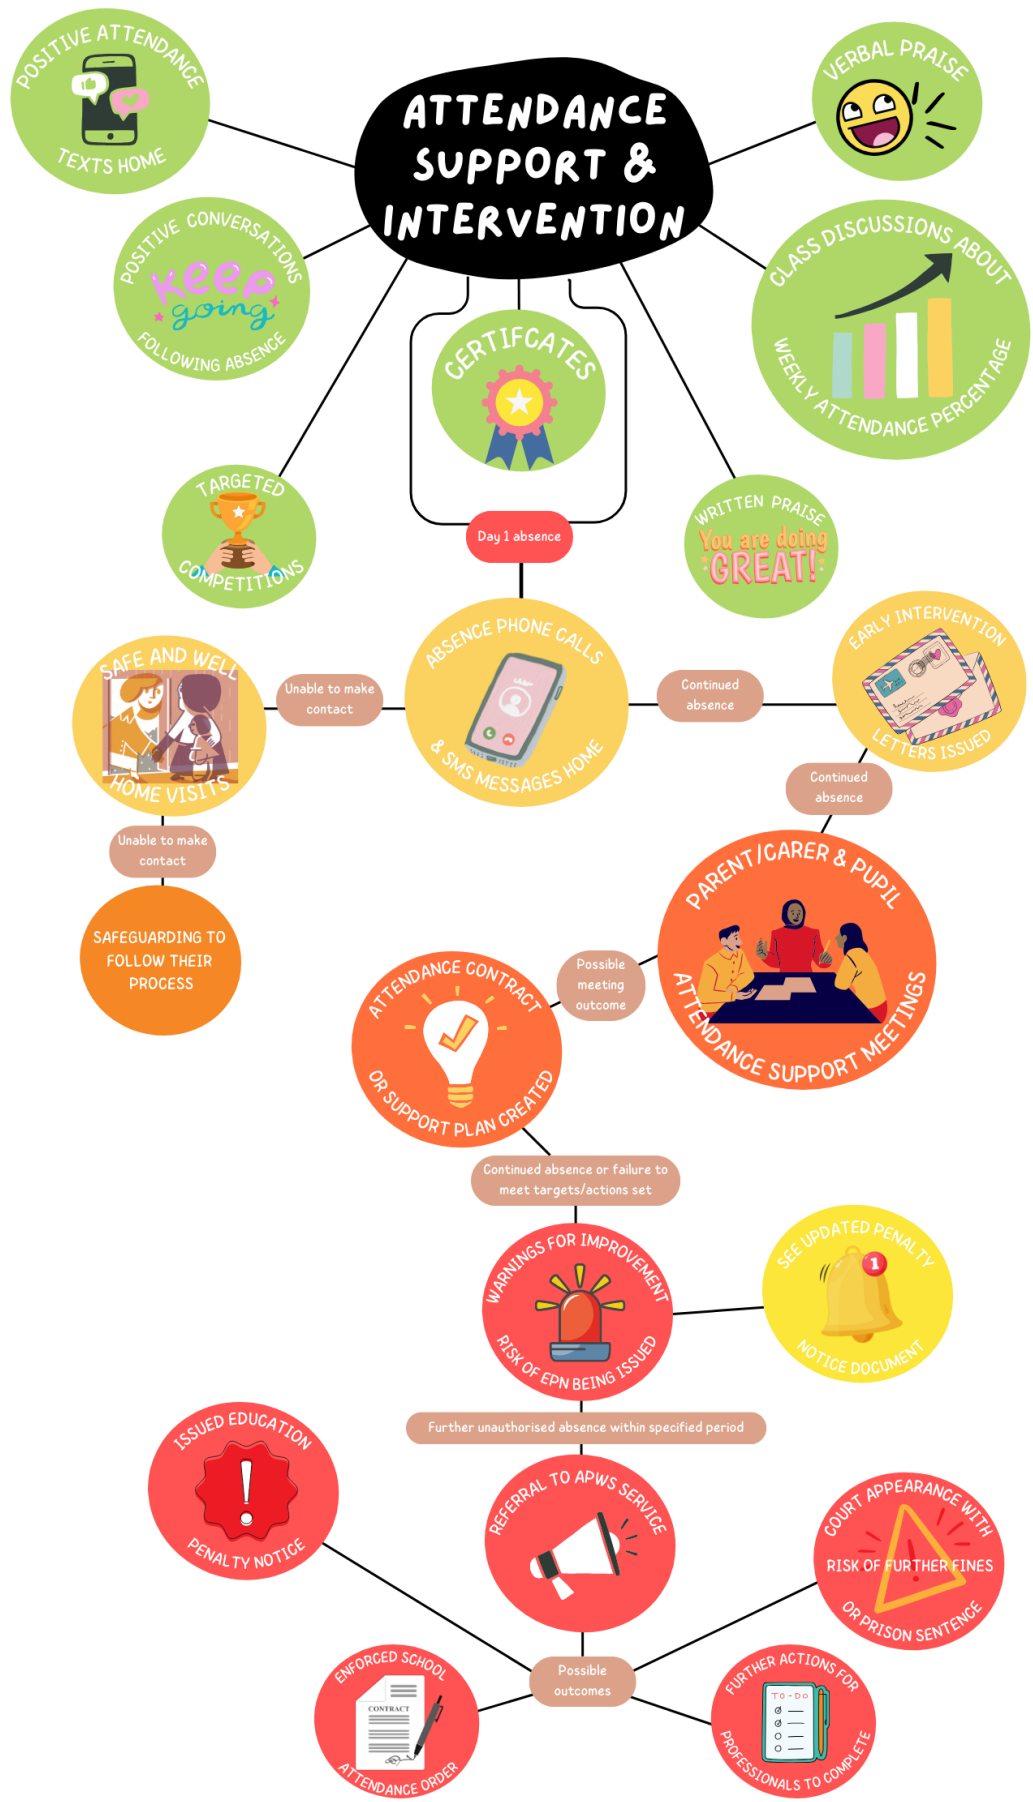 POSITIVE ATTENDANCE
TEXTS HOME
ATTENDANCE
SUPPORT &
INTERVENTION
VERBAL PRAISE
POSITIVE CONVERSATIONS
Keep
going
FOLLOWING ABSENCE
CLASS DISCUSSIONS ABOUT
WEEKLY ATTENDANCE PERCENTAGE
CERTIFCATES
TARGETED
COMPETITIONS
Day 1 absence
WRITTEN PRAISE
You are doing
GREAT!
SAFE AND WELL
HOME VISITS
Unable to make
contact
ABSENCE PHONE CALLS
& SMS MESSAGES HOME
Continued
absence
EARLY INTERVENTION
LETTERS ISSUED
Continued
absence
Unable to make
contact
SAFEGUARDING TO
FOLLOW THEIR
PROCESS
PARENT/CARER & PUPIL
ATTENDANCE SUPPORT MEETINGS
Possible
meeting
outcome
ATTENDANCE CONTRACT
OR SUPPORT PLAN CREATED
Continued absence or failure to
meet targets/actions set
WARNINGS FOR IMPROVEMENT
RISK OF EPN BEING ISSUED
SEE UPDATED PENALTY
1
NOTICE DOCUMENT
Further unauthorised absence within specified period
ISSUED EDUCATION
!
PENALTY NOTICE
REFERRAL TO APWS SERVICE
COURT APPEARANCE WITH
RISK OF FURTHER FINES
OR PRISON SENTENCE
Possible
outcomes
ENFORCED SCHOOL
CONTRACT
ATTENDANCE ORDER
FURTHER ACTIONS FOR
TO-DO
PROFESSIONALS TO COMPLETE